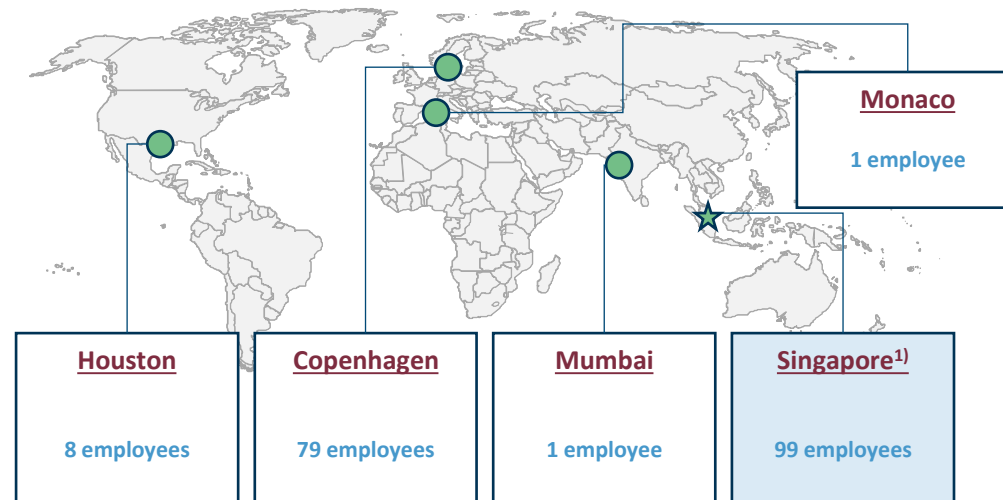 Monaco
1 employee
Houston
8 employees
Copenhagen
79 employees
Mumbai
1 employee
Singapore1)
99 employees